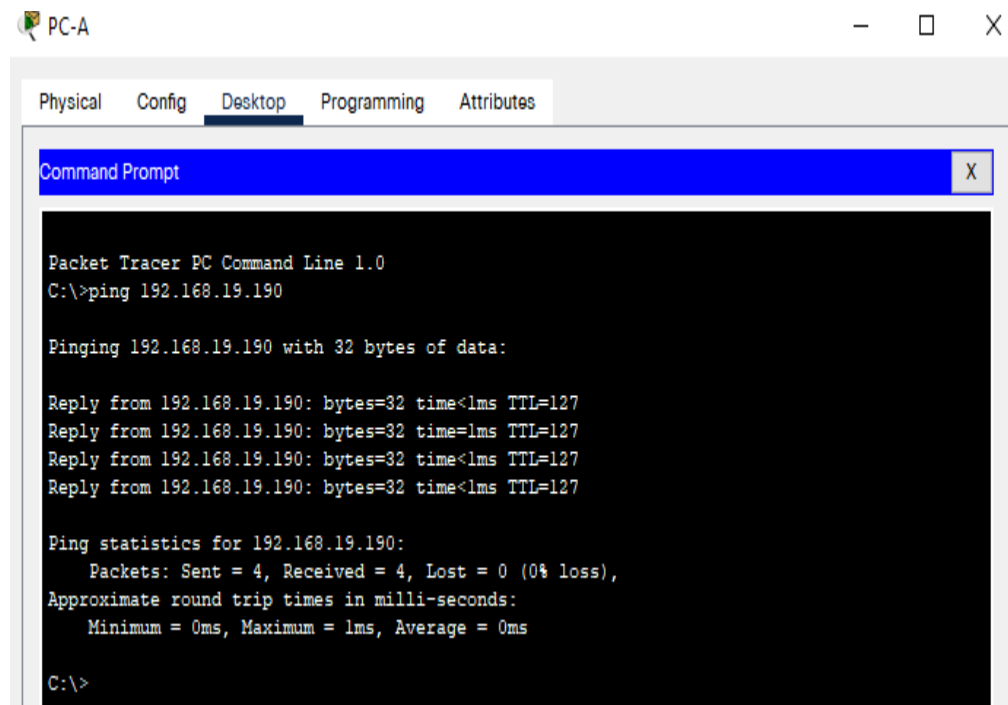 PC-A
Physical Config Desktop Programming Attributes
Command Prompt X
Packet Tracer PC Command Line 1.0
C:\>ping 192.168.19.190
Pinging 192.168.19.190 with 32 bytes of data:
Reply from 192.168.19.190: bytes=32 time<1ms TTL=127
Reply from 192.168.19.190: bytes=32 time=1ms TTL=127
Reply from 192.168.19.190: bytes=32 time<1ms TTL=127
Reply from 192.168.19.190: bytes=32 time<1ms TTL=127
Ping statistics for 192.168.19.190:
Packets: Sent = 4, Received = 4, Lost = 0 (0% loss),
Approximate round trip times in milli-seconds:
Minimum = 0ms, Maximum = 1ms, Average = 0ms
C:\>